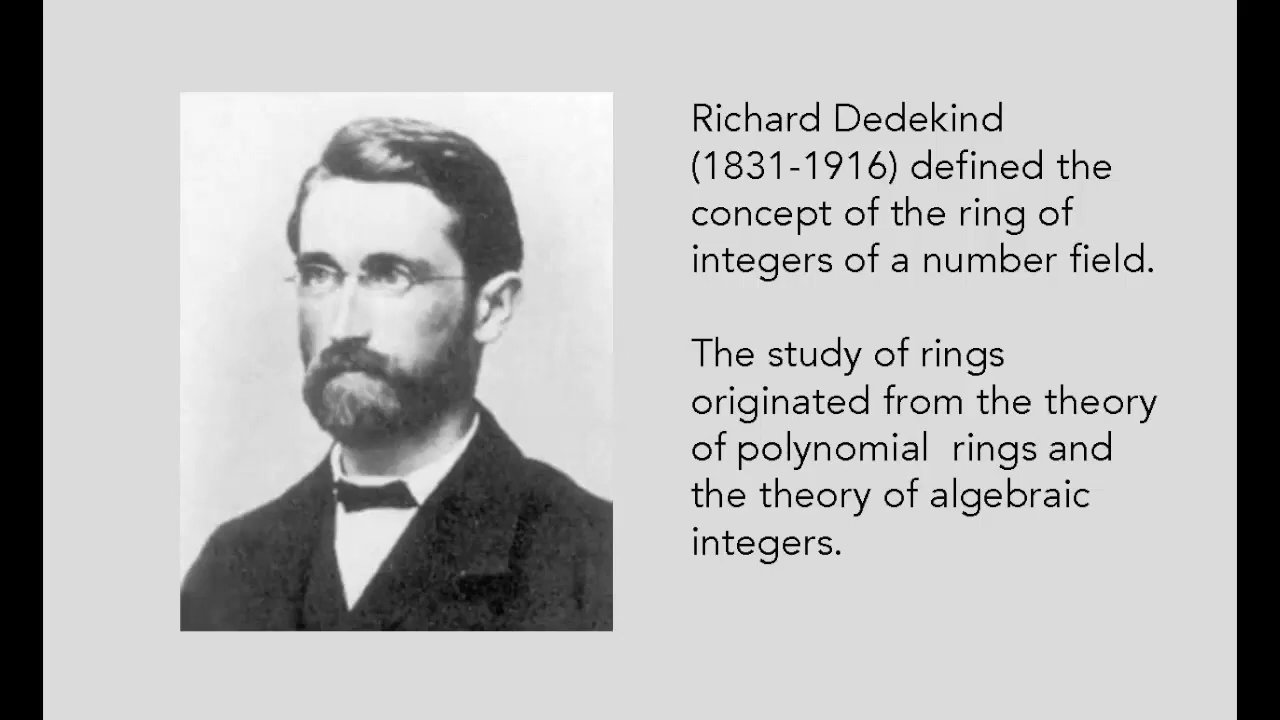 Richard Dedekind
(1831-1916) defined the
concept of the ring of
integers of a number field.
The study of rings
originated from the theory
of polynomial  rings and
the theory of algebraic
integers.